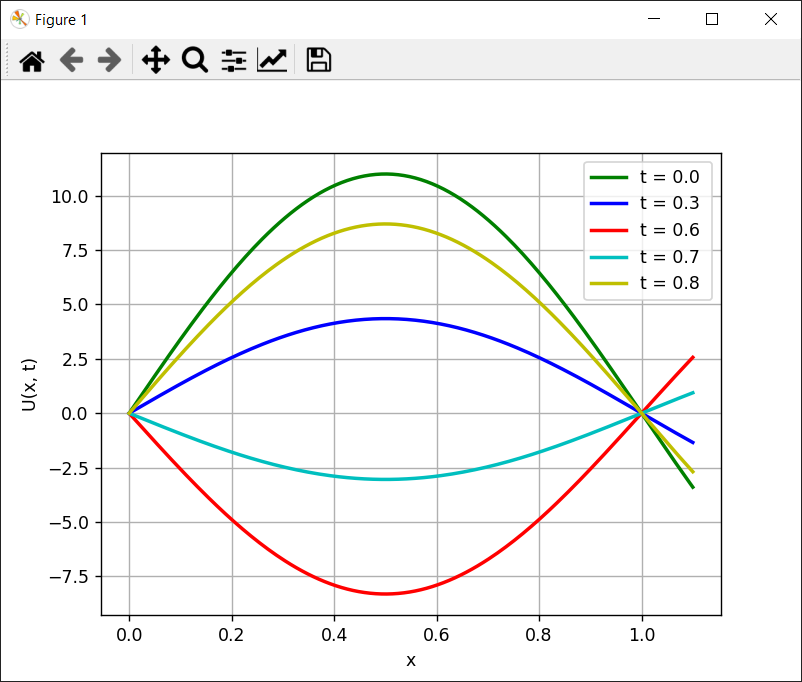 Figure 1
t = 0.0
t = 0.3
t = 0.6
t = 0.7
t = 0.8
10.0
7.5
5.0
2.5
0.0
−2.5
−5.0
−7.5
U(x, t)
0.0 0.2 0.4 0.6 0.8 1.0
x